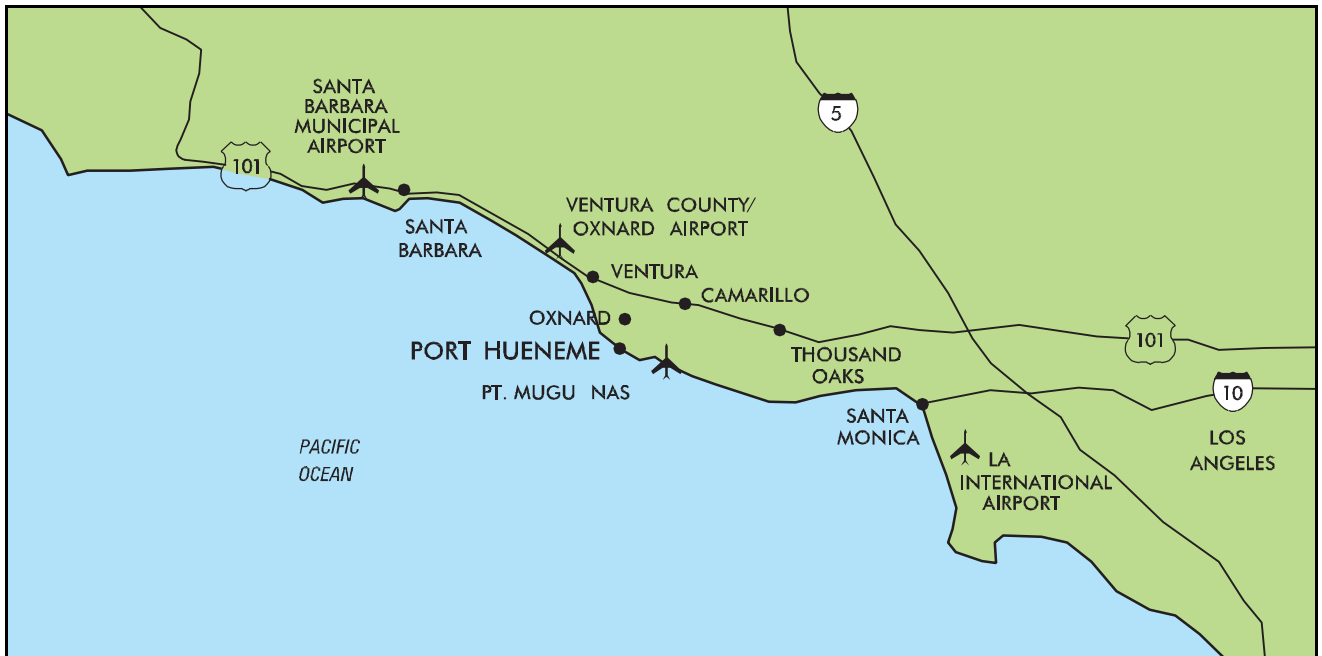 SANTA
BARBARA
MUNICIPAL
AIRPORT
5
101
SANTA
BARBARA
VENTURA COUNTY/
OXNARD AIRPORT
VENTURA
CAMARILLO
OXNARD
PORT HUENEME
THOUSAND
OAKS
101
PT. MUGU NAS
10
SANTA
MONICA
LOS
ANGELES
PACIFIC
OCEAN
LA
INTERNATIONAL
AIRPORT